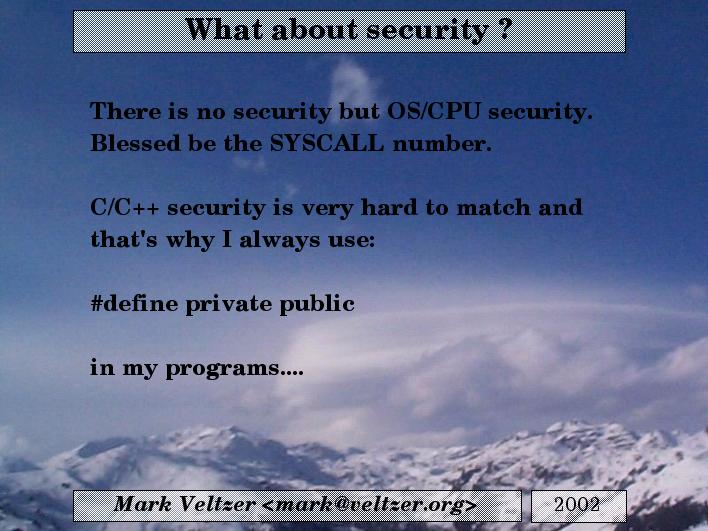 What about security ?
There is no security but OS/CPU security.
Blessed be the SYSCALL number.
C/C++ security is very hard to match and
that's why I always use:
#define private public
in my programs....
Mark Veltzer <mark@veltzer.org>
2002